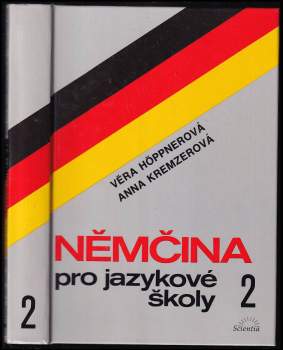 VĚRA HÖPPNEROVÁ
ANNA KREMZEROVÁ
NĚMČINA
pro jazykové
školy 2
2
Scientia